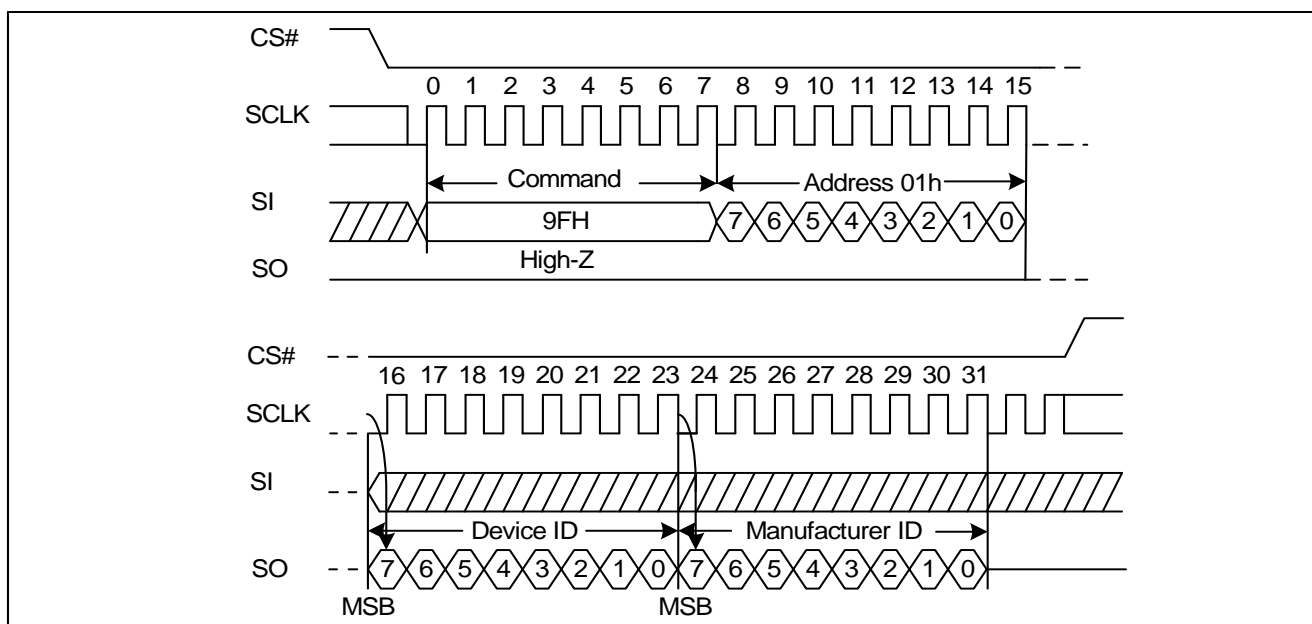 CS#
0 1 2 3 4 5 6 7 8 9 10 11 12 13 14 15
SCLK
Command Address 01h
SI 9FH 7 6 5 4 3 2 1 0
High-Z
SO
CS#
16 17 18 19 20 21 22 23 24 25 26 27 28 29 30 31
SCLK
SI
Device ID Manufacturer ID
SO 7 6 5 4 3 2 1 0 7 6 5 4 3 2 1 0
MSB MSB